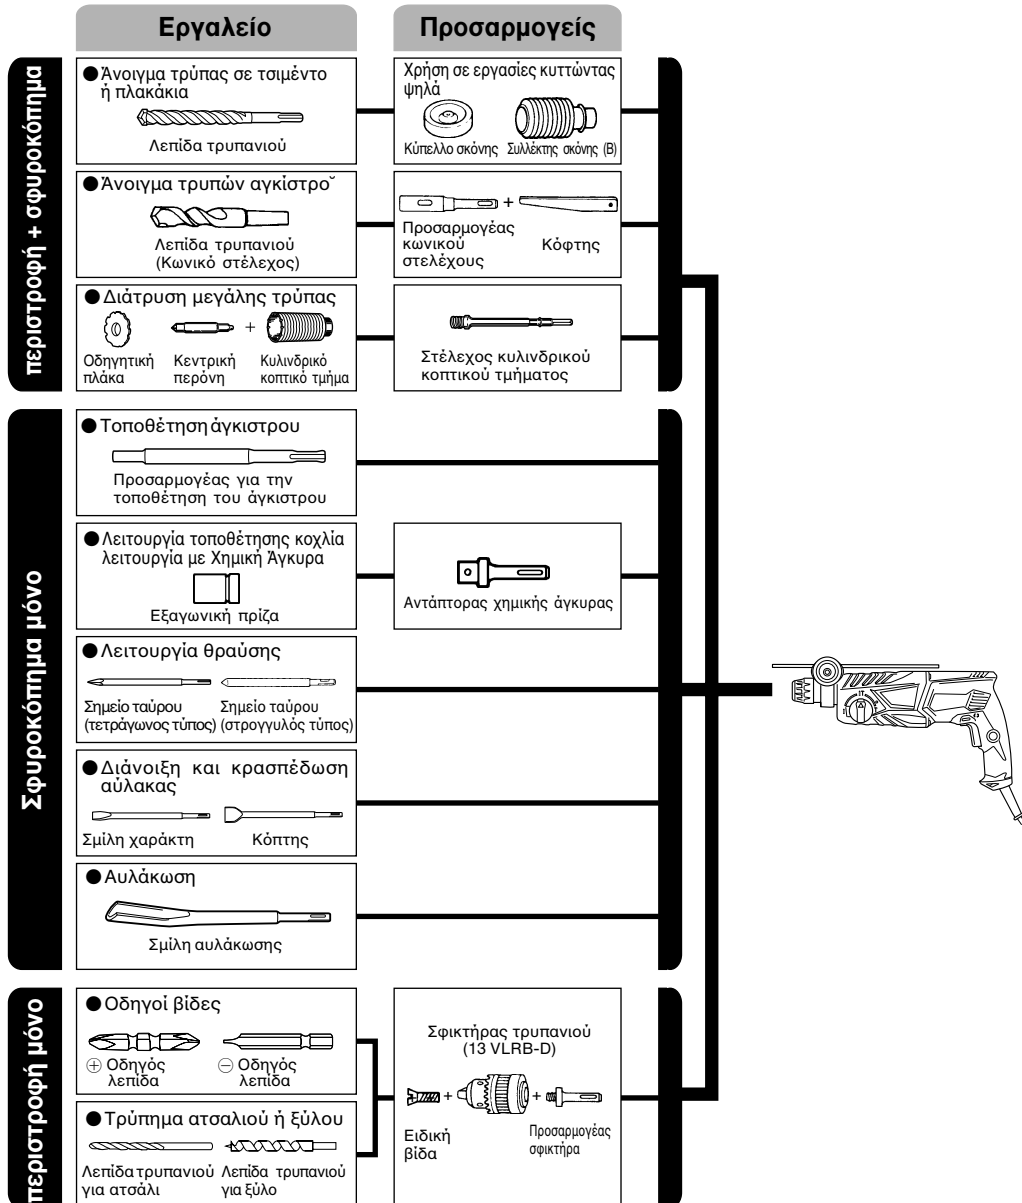 Εργαλείο
Προσαρμογείς
περιστροφή + σφυροκόπημα
● Άνοιγμα τρύπας σε τσιμέντο
ή πλακάκια
Λεπίδα τρυπανιού
Χρήση σε εργασίες κυττώντας
ψηλά
Κύπελλο σκόνης
Συλλέκτης σκόνης (B)
● Άνοιγμα τρυπών αγκίστρο˘
Λεπίδα τρυπανιού
(Κωνικό στέλεχος)
+
Προσαρμογέας
κωνικού
στελέχους
Κόφτης
● Διάτρυση μεγάλης τρύπας
+
Οδηγητική
πλάκα
Κεντρική
περόνη
Κυλινδρικό
κοπτικό τμήμα
Στέλεχος κυλινδρικού
κοπτικού τμήματος
Σφυροκόπημα μόνο
● Τοποθέτηση άγκιστρου
Προσαρμογέας για την
τοποθέτηση του άγκιστρου
● Λειτουργία τοποθέτησης κοχλία
λειτουργία με Χημική Άγκυρα
Εξαγωνική πρίζα
Αντάπτορας χημικής άγκυρας
● Λειτουργία θραύσης
Σημείο ταύρου
(τετράγωνος τύπος)
Σημείο ταύρου
(στρογγυλός τύπος)
● Διάνοιξη και κρασπέδωση
αύλακας
Σμίλη χαράκτη
Κόπτης
● Αυλάκωση
Σμίλη αυλάκωσης
περιστροφή μόνο
● Οδηγοί βίδες
⊕ Οδηγός
λεπίδα
⊖ Οδηγός
λεπίδα
● Τρύπημα ατσαλιού ή ξύλου
Λεπίδα τρυπανιού
για ατσάλι
Λεπίδα τρυπανιού
για ξύλο
Σφικτήρας τρυπανιού
(13 VLRB-D)
+ +
Ειδική
βίδα
Προσαρμογέας
σφικτήρα